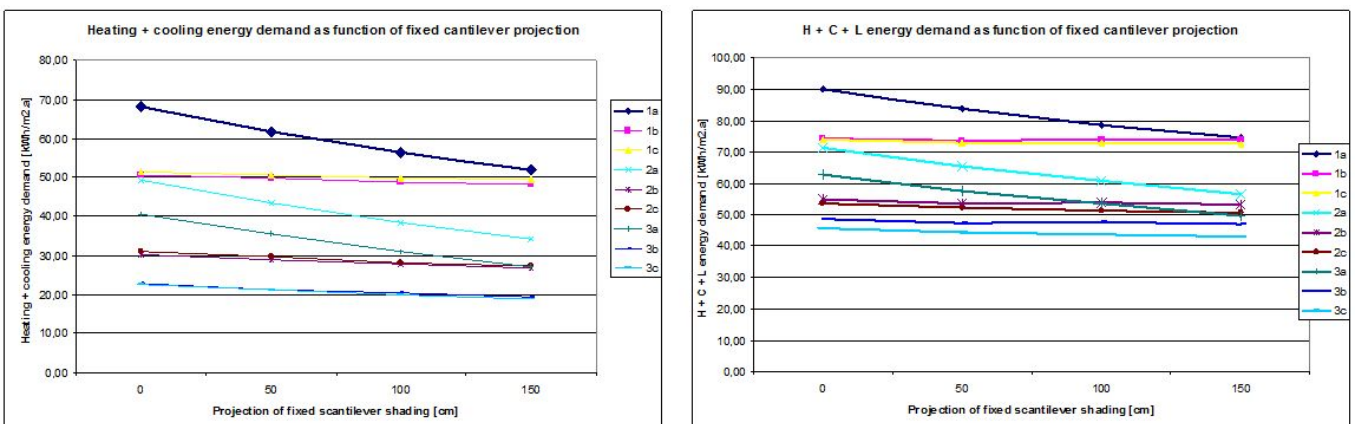 Heating + cooling energy demand as function of fixed cantilever projection
Heating + cooling energy demand [kWh/m2.a]
80,00
70,00
60,00
50,00
40,00
30,00
20,00
10,00
0,00
0
50
100
150
Projection of fixed scantilever shading [cm]
1a
1b
1c
2a
2b
2c
3a
3b
3c
H + C + L energy demand as function of fixed cantilever projection
H + C + L energy demand [kWh/m2.a]
100,00
90,00
80,00
70,00
60,00
50,00
40,00
30,00
20,00
10,00
0,00
0
50
100
150
Projection of fixed scantilever shading [cm]
1a
1b
1c
2a
2b
2c
3a
3b
3c